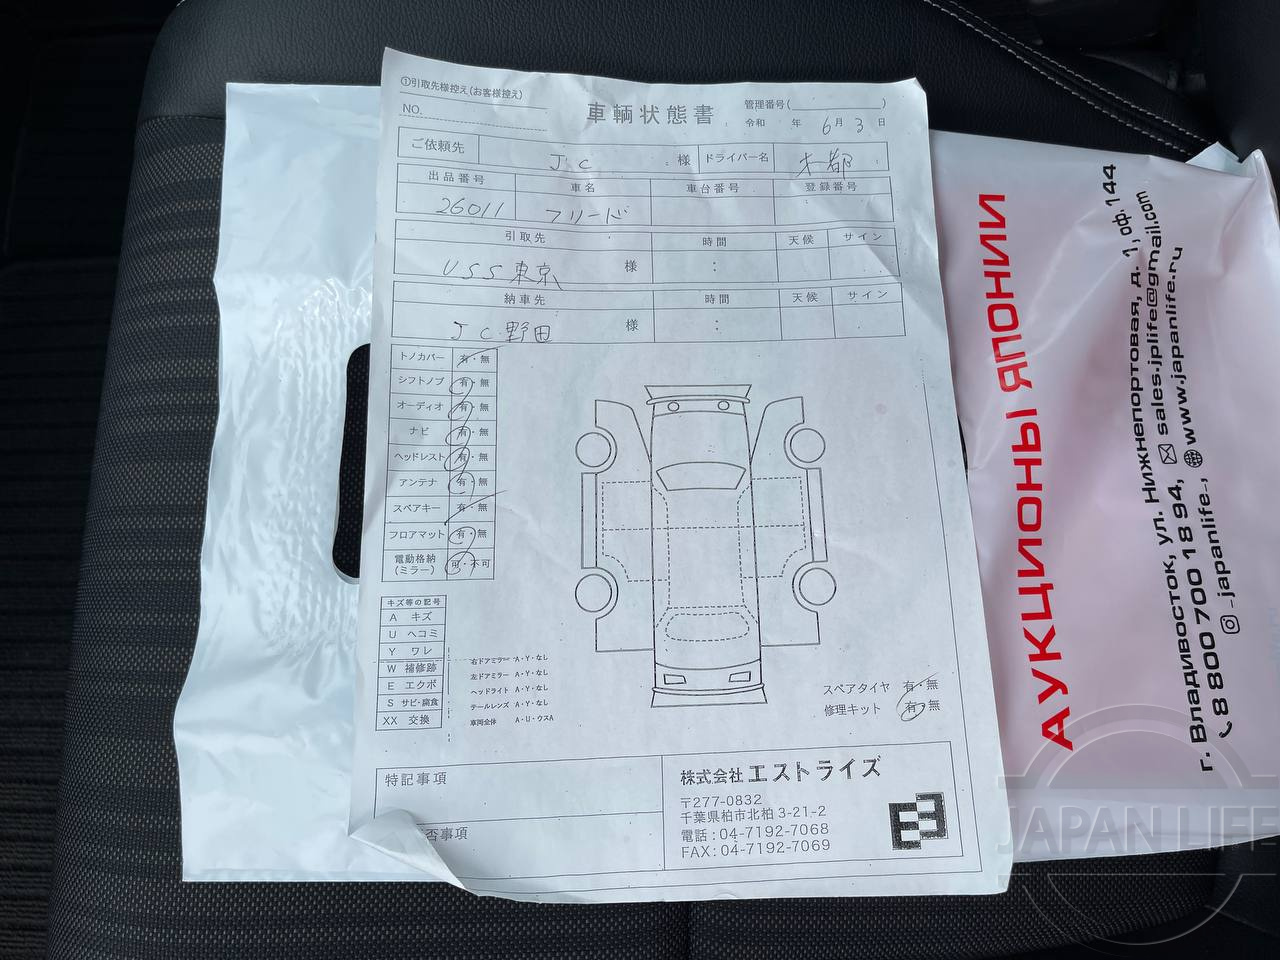 ①引取先様控え(お客様控え)
NO.
車輌状態書
管理番号( )
令和 年 6月 3日
ご依頼先 JC 様 ドライバー名 木都
出品番号 車名 車台番号 登録番号
26011 フリード
引取先 時間 天候 サイン
USS東京 様 :
納車先 時間 天候 サイン
JC野田 様 :
トノカバー 有・無
シフトノブ 有・無
オーディオ 有・無
ナビ 有・無
ヘッドレスト 有・無
アンテナ 有・無
スペアキー 有・無
フロアマット 有・無
電動格納(ミラー) 可・不可
キズ等の記号
A キズ
U ヘコミ
Y ワレ
W 補修跡
E エクボ
S サビ・腐食
XX 交換
右ドアミラー A・Y・なし
左ドアミラー A・Y・なし
ヘッドライト A・Y・なし
テールレンズ A・Y・なし
車両全体 A・U・ウスA
スペアタイヤ 有・無
修理キット 有・無
特記事項
否事項
株式会社 エストライズ
〒277-0832
千葉県柏市北柏 3-21-2
電話 : 04-7192-7068
FAX : 04-7192-7069
АУКЦИОНЫ ЯПОНИИ
г. Владивосток, ул. Нижнепортовая, д. 1, оф. 144
8 800 700 18 94, sales.jplife@gmail.com
-japanlife-, www.japanlife.ru
JAPAN LIFE